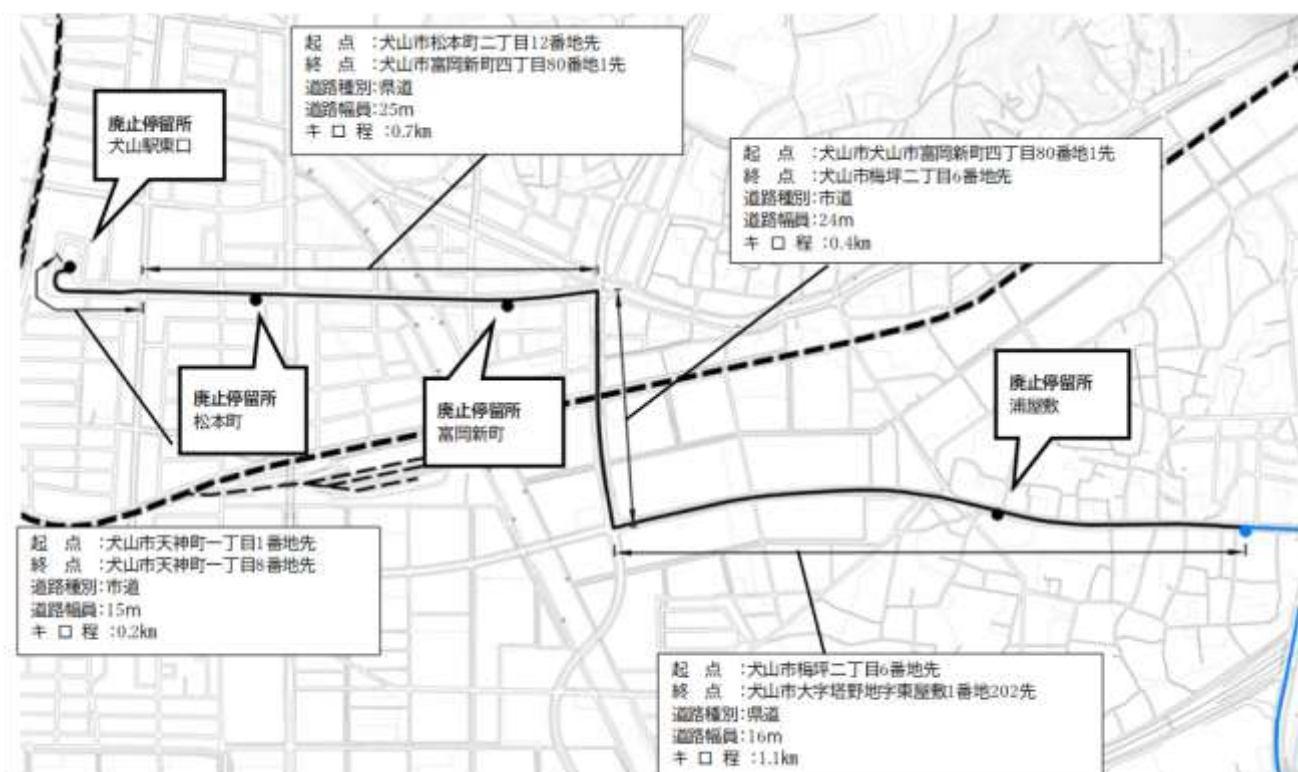 起　点　:犬山市松本町二丁目12番地先
終　点　:犬山市富岡新町四丁目80番地1先
道路種別:県道
道路幅員:25m
キ ロ 程 :0.7km
廃止停留所
犬山駅東口
起　点　:犬山市犬山市富岡新町四丁目80番地1先
終　点　:犬山市梅坪二丁目6番地先
道路種別:市道
道路幅員:24m
キ ロ 程 :0.4km
廃止停留所
松本町
廃止停留所
富岡新町
廃止停留所
浦屋敷
起　点　:犬山市天神町一丁目1番地先
終　点　:犬山市天神町一丁目8番地先
道路種別:市道
道路幅員:15m
キ ロ 程 :0.2km
起　点　:犬山市梅坪二丁目6番地先
終　点　:犬山市大字塔野地字東屋敷1番地202先
道路種別:県道
道路幅員:16m
キ ロ 程 :1.1km